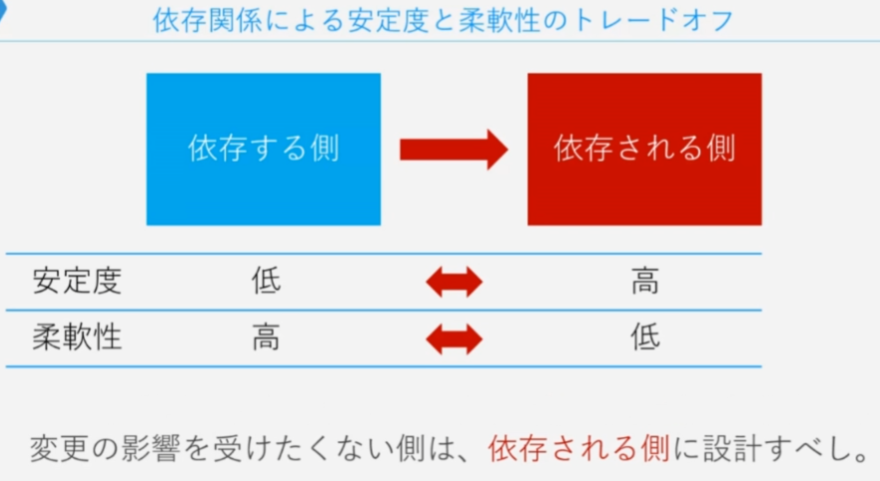 依存関係による安定度と柔軟性のトレードオフ
依存する側
依存される側
安定度 低 高
柔軟性 高 低
変更の影響を受けたくない側は、依存される側に設計すべし。